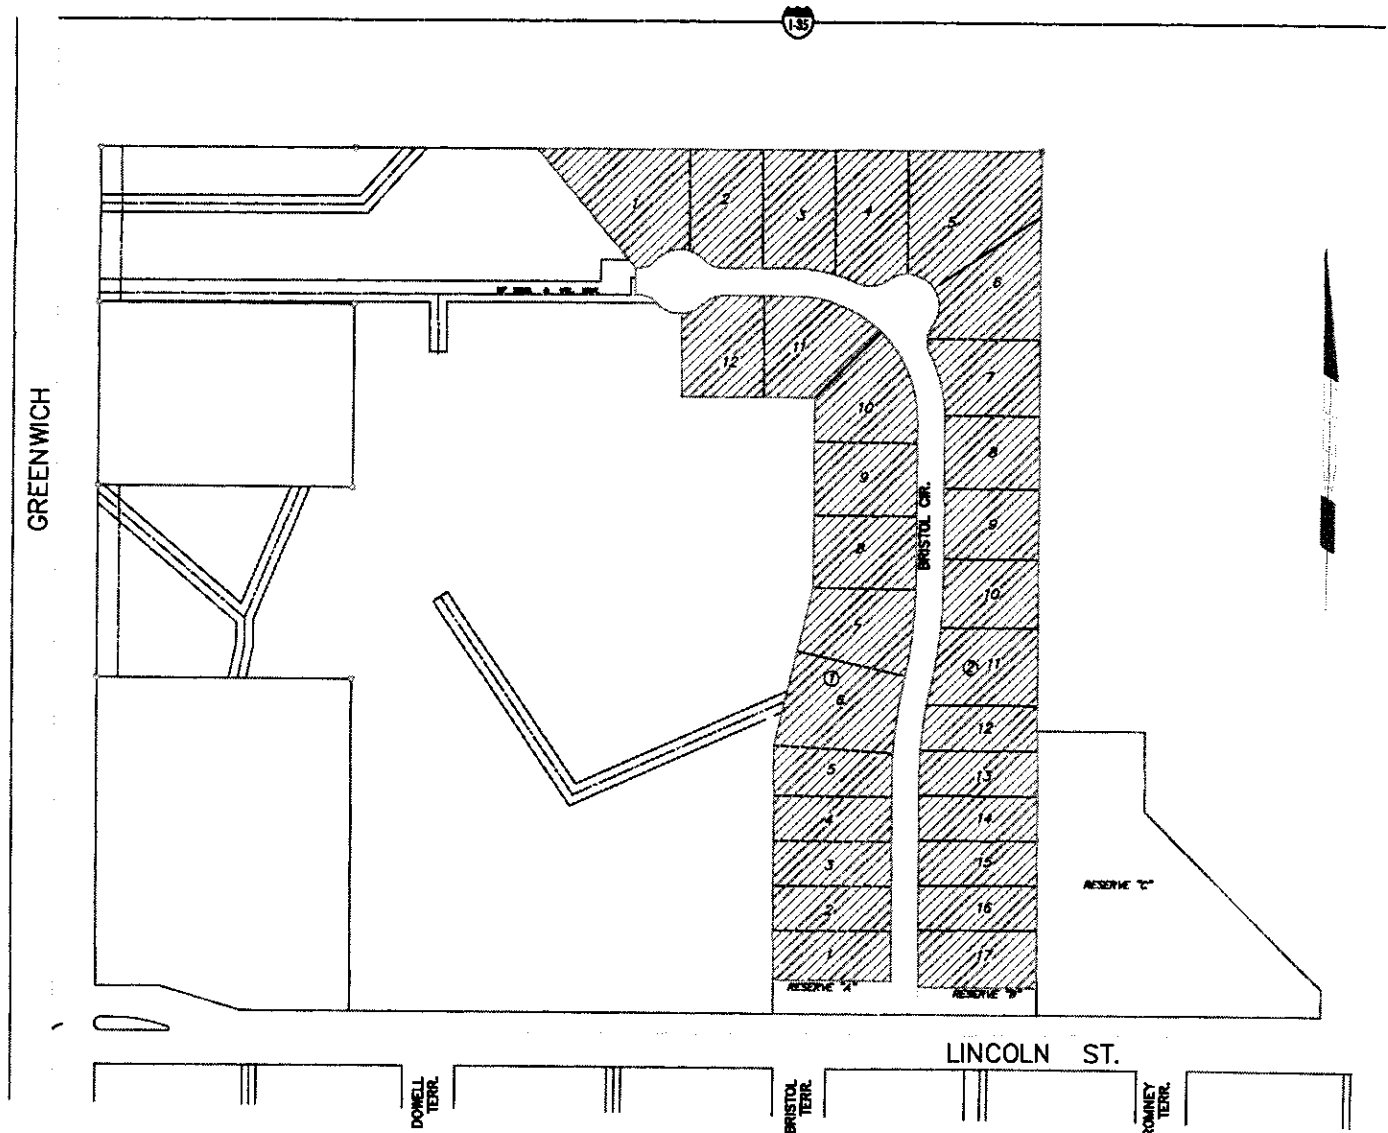 I-35
1
2
3
4
5
6
12
11
7
10
8
GREENWICH
9
BRISTOL CIR.
9
8
10
7
1
6
2
11
12
5
13
4
14
3
15
RESERVE "C"
2
16
1
17
RESERVE "A"
RESERVE "B"
LINCOLN ST.
DOWELL
TERR.
BRISTOL
TERR.
ROMNEY
TERR.